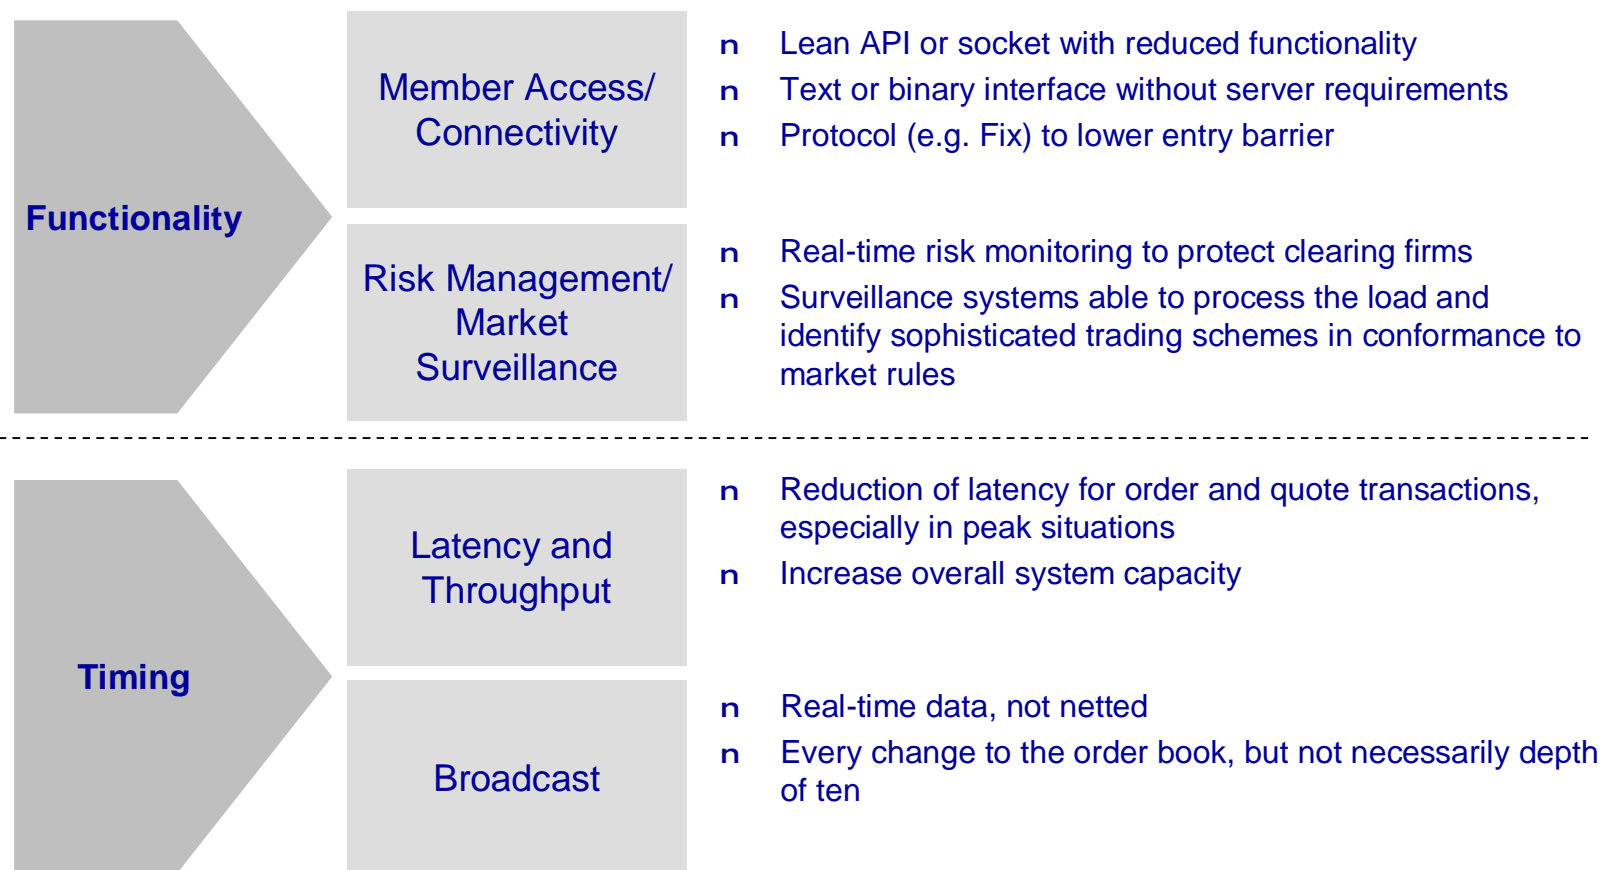 Functionality
Member Access/
Connectivity
n Lean API or socket with reduced functionality
n Text or binary interface without server requirements
n Protocol (e.g. Fix) to lower entry barrier
Risk Management/
Market
Surveillance
n Real-time risk monitoring to protect clearing firms
n Surveillance systems able to process the load and
identify sophisticated trading schemes in conformance to
market rules
Timing
Latency and
Throughput
n Reduction of latency for order and quote transactions,
especially in peak situations
n Increase overall system capacity
Broadcast
n Real-time data, not netted
n Every change to the order book, but not necessarily depth
of ten